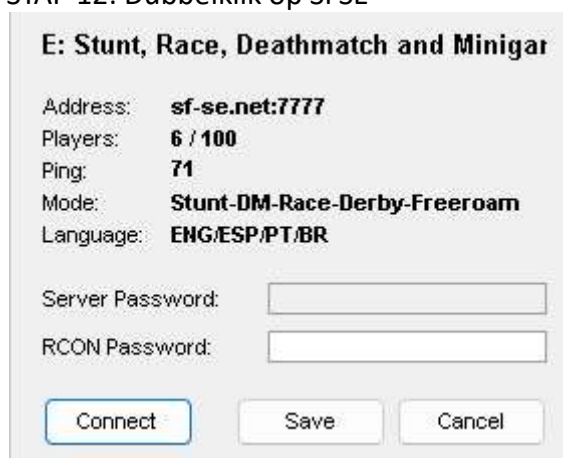 STAP 12: Dubbelklik op SFSE
E: Stunt, Race, Deathmatch and Minigar
Address: sf-se.net:7777
Players: 6 / 100
Ping: 71
Mode: Stunt-DM-Race-Derby-Freeroam
Language: ENG/ESP/PT/BR
Server Password:
RCON Password:
Connect Save Cancel